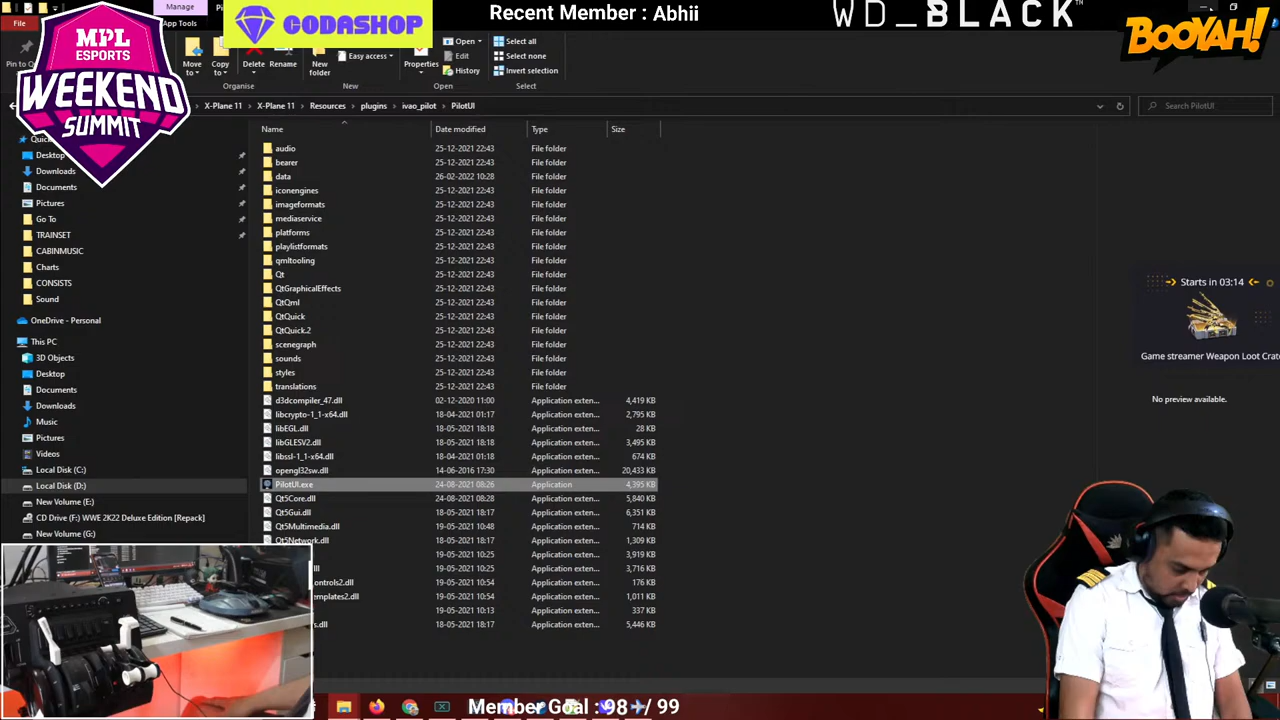 Recent Member : Abhii
WD_BLACK™
BOOYAH!
CODASHOP
MPL
ESPORTS
WEEKEND
SUMMIT
File
Manage
App Tools
Move to
Copy to
Delete
Rename
New folder
Easy access
Properties
Open
Edit
History
Select all
Select none
Invert selection
Organise
New
Open
Select
X-Plane 11 > X-Plane 11 > Resources > plugins > ivao_pilot > PilotUI
Search PilotUI
Name Date modified Type Size
Desktop
Downloads
Documents
Pictures
Go To
TRAINSET
CABINMUSIC
Charts
CONSISTS
Sound
OneDrive - Personal
This PC
3D Objects
Desktop
Documents
Downloads
Music
Pictures
Videos
Local Disk (C:)
Local Disk (D:)
New Volume (E:)
CD Drive (F:) WWE 2K22 Deluxe Edition [Repack]
New Volume (G:)
audio 25-12-2021 22:43 File folder
bearer 25-12-2021 22:43 File folder
data 26-02-2022 10:28 File folder
iconengines 25-12-2021 22:43 File folder
imageformats 25-12-2021 22:43 File folder
mediaservice 25-12-2021 22:43 File folder
platforms 25-12-2021 22:43 File folder
playlistformats 25-12-2021 22:43 File folder
qmltooling 25-12-2021 22:43 File folder
Qt 25-12-2021 22:43 File folder
QtGraphicalEffects 25-12-2021 22:43 File folder
QtQml 25-12-2021 22:43 File folder
QtQuick 25-12-2021 22:43 File folder
QtQuick.2 25-12-2021 22:43 File folder
scenegraph 25-12-2021 22:43 File folder
sounds 25-12-2021 22:43 File folder
styles 25-12-2021 22:43 File folder
translations 25-12-2021 22:43 File folder
d3dcompiler_47.dll 02-12-2020 11:00 Application exten... 4,419 KB
libcrypto-1_1-x64.dll 18-04-2021 01:17 Application exten... 2,795 KB
libEGL.dll 18-05-2021 18:18 Application exten... 28 KB
libGLESV2.dll 18-05-2021 18:18 Application exten... 3,495 KB
libssl-1_1-x64.dll 18-04-2021 01:17 Application exten... 674 KB
opengl32sw.dll 14-06-2016 17:30 Application exten... 20,433 KB
PilotUI.exe 24-08-2021 08:26 Application 4,395 KB
Qt5Core.dll 24-08-2021 08:28 Application exten... 5,840 KB
Qt5Gui.dll 18-05-2021 18:17 Application exten... 6,351 KB
Qt5Multimedia.dll 19-05-2021 10:48 Application exten... 714 KB
Qt5Network.dll 18-05-2021 18:17 Application exten... 1,309 KB
19-05-2021 10:25 Application exten... 3,919 KB
19-05-2021 10:25 Application exten... 3,716 KB
ontrols2.dll 19-05-2021 10:54 Application exten... 176 KB
emplates2.dll 19-05-2021 10:54 Application exten... 1,011 KB
19-05-2021 10:13 Application exten... 337 KB
18-05-2021 18:17 Application exten... 5,446 KB
Starts in 03:14
Game streamer Weapon Loot Crat
No preview available.
Member Goal : 98 / 99